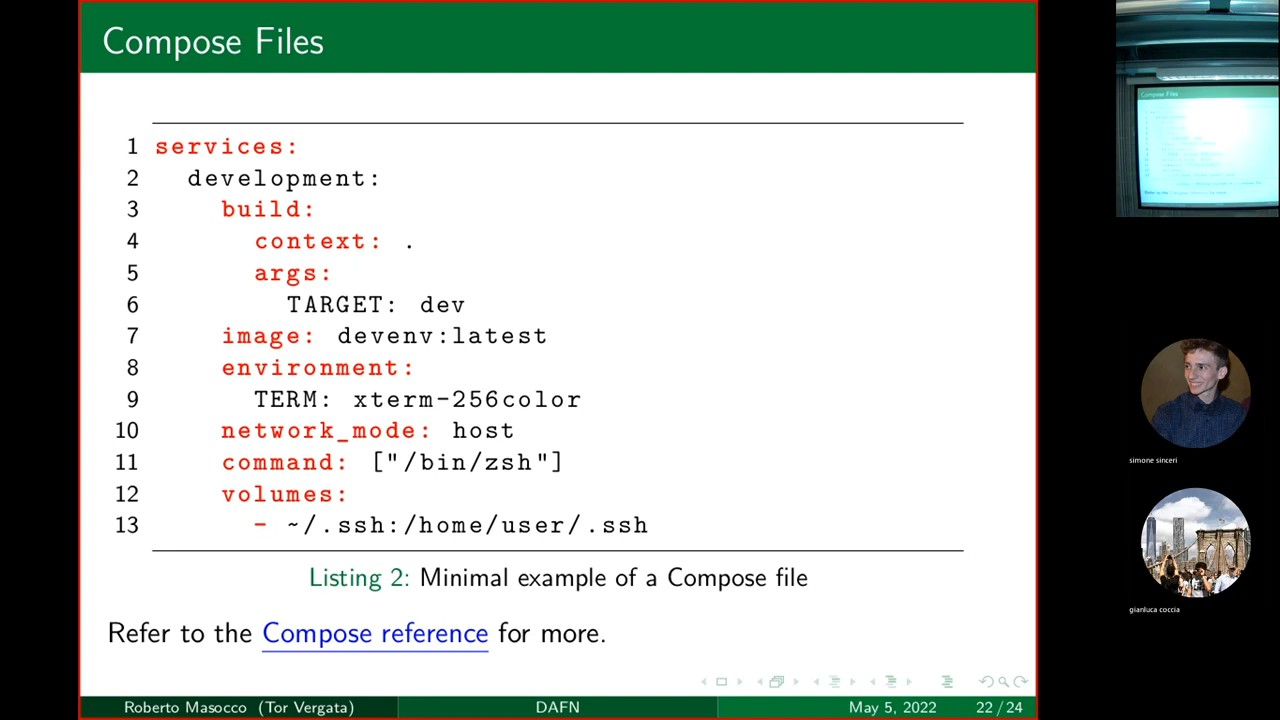 Compose Files
1 services:
2 development:
3 build:
4 context: .
5 args:
6 TARGET: dev
7 image: devenv:latest
8 environment:
9 TERM: xterm-256color
10 network_mode: host
11 command: ["/bin/zsh"]
12 volumes:
13 - ~/.ssh:/home/user/.ssh
Listing 2: Minimal example of a Compose file
Refer to the Compose reference for more.
Roberto Masocco (Tor Vergata) DAFN May 5, 2022 22 / 24
Compose Files
simone sinceri
gianluca coccia